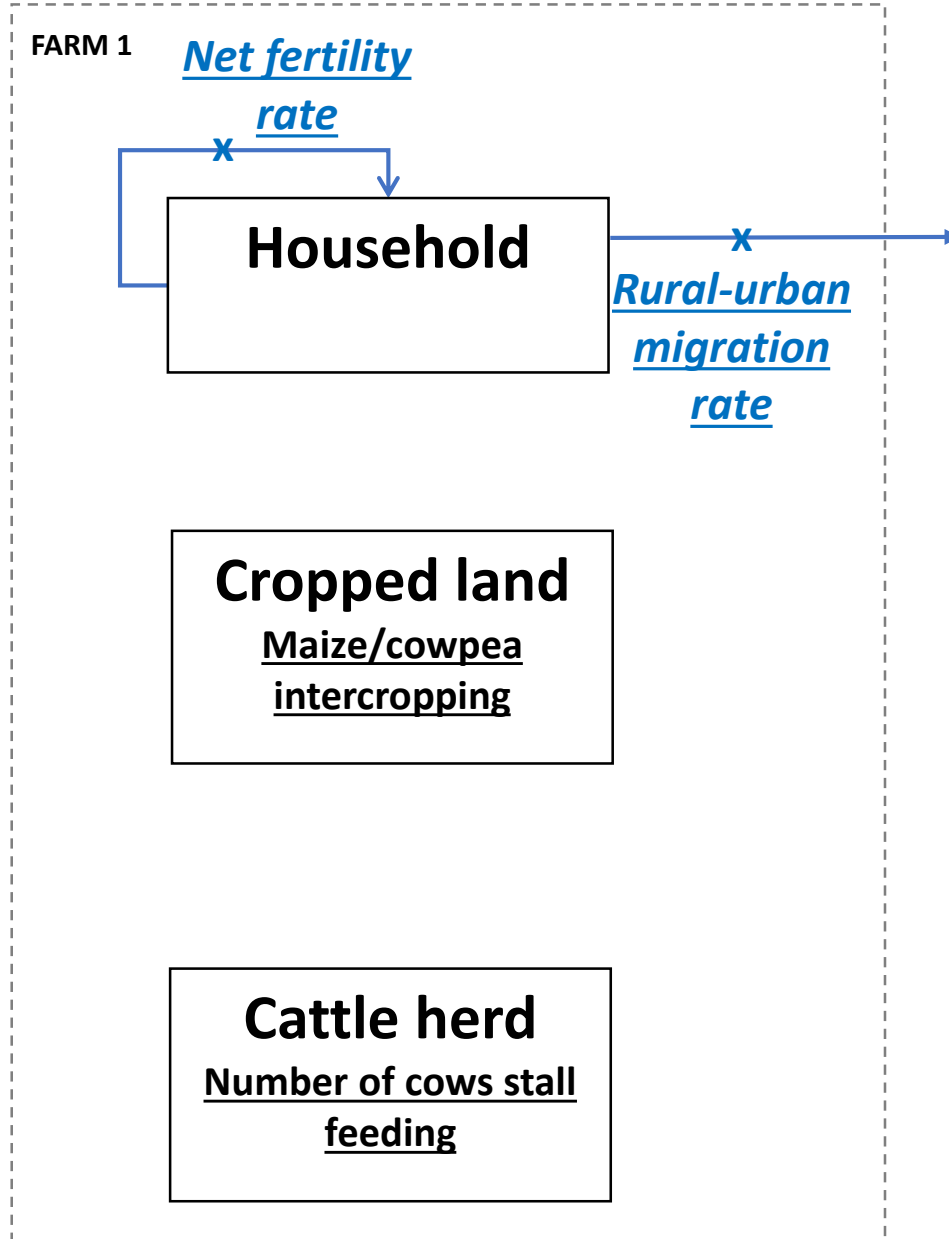 FARM 1
Net fertility
rate
x
Household
x
Rural-urban
migration
rate
Cropped land
Maize/cowpea
intercropping
Cattle herd
Number of cows stall
feeding